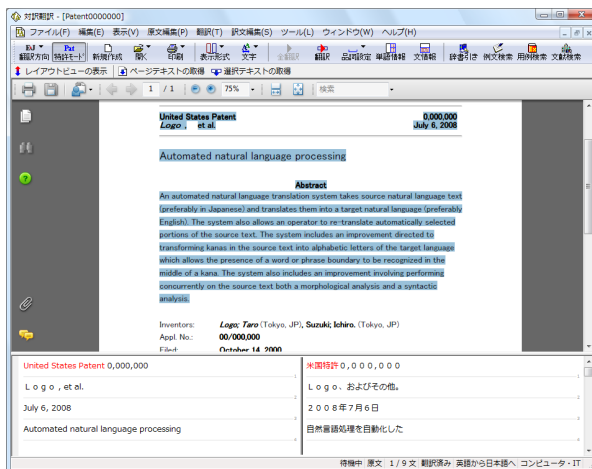 対訳翻訳 - [Patent0000000]
ファイル(F) 編集(E) 表示(V) 原文編集(P) 翻訳(T) 訳文編集(S) ツール(L) ウィンドウ(W) ヘルプ(H)
EtoJ Pat
翻訳方向 特許モード 新規作成 開く 印刷 表示形式 文字 全翻訳 翻訳 品詞設定 単語情報 文情報 辞書引き 例文検索 用例検索 文献検索
レイアウトビューの表示 ページテキストの取得 選択テキストの取得
1 / 1 75% 検索
United States Patent 0,000,000
Logo , et al. July 6, 2008
Automated natural language processing
Abstract
An automated natural language translation system takes source natural language text
(preferably in Japanese) and translates them into a target natural language (preferably
English). The system also allows an operator to re-translate automatically selected
portions of the source text. The system includes an improvement directed to
transforming kanas in the source text into alphabetic letters of the target language
which allows the presence of a word or phrase boundary to be recognized in the
middle of a kana. The system also includes an improvement involving performing
concurrently on the source text both a morphological analysis and a syntactic
analysis.
Inventors: Logo; Taro (Tokyo, JP), Suzuki; Ichiro. (Tokyo, JP)
Appl. No.: 00/000,000
Filed: October 14, 2000
United States Patent 0,000,000 米国特許０,０００,０００
1 1
Ｌｏｇｏ , et al. Ｌｏｇｏ、およびその他。
2 2
July 6, 2008 ２００８年７月６日
3 3
Automated natural language processing 自然言語処理を自動化した
4 4
待機中 原文 1 / 9 文 翻訳済み 英語から日本語へ コンピュータ・IT